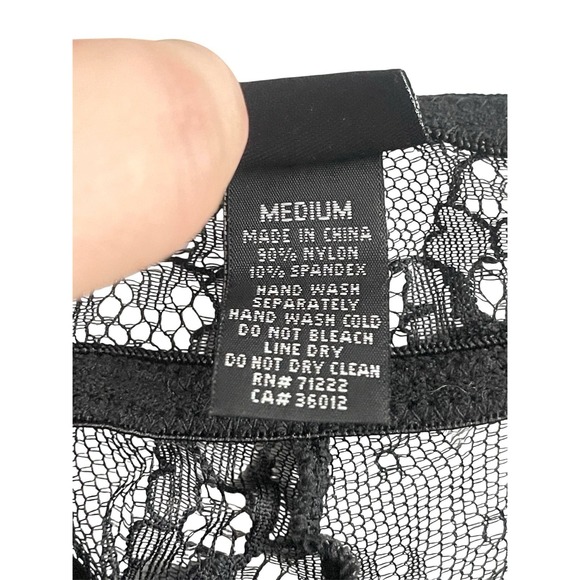 MEDIUM
MADE IN CHINA
90% NYLON
10% SPANDEX
HAND WASH
SEPARATELY
HAND WASH COLD
DO NOT BLEACH
LINE DRY
DO NOT DRY CLEAN
RN# 71222
CA# 36012